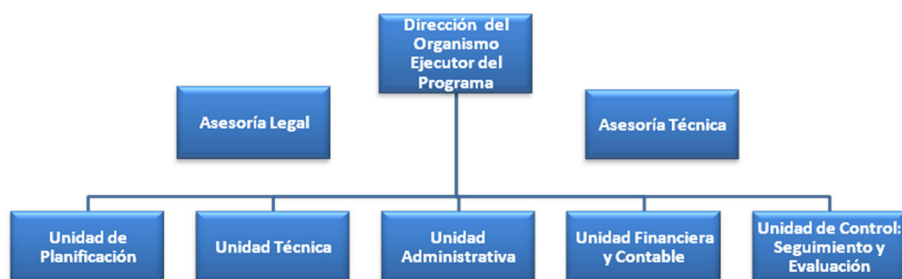 Dirección del
Organismo
Ejecutor del
Programa
Asesoría Legal
Asesoría Técnica
Unidad de
Planificación
Unidad Técnica
Unidad
Administrativa
Unidad Financiera
y Contable
Unidad de Control:
Seguimiento y
Evaluación